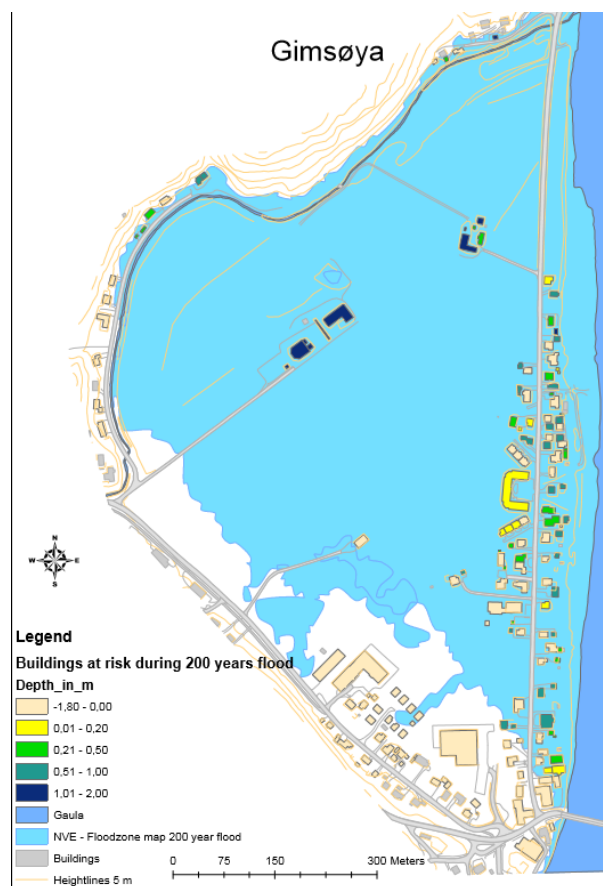 Gimsøya
N
W E
S
Legend
Buildings at risk during 200 years flood
Depth_in_m
-1,80 - 0,00
0,01 - 0,20
0,21 - 0,50
0,51 - 1,00
1,01 - 2,00
Gaula
NVE - Floodzone map 200 year flood
Buildings
Heightlines 5 m
0 75 150 300 Meters